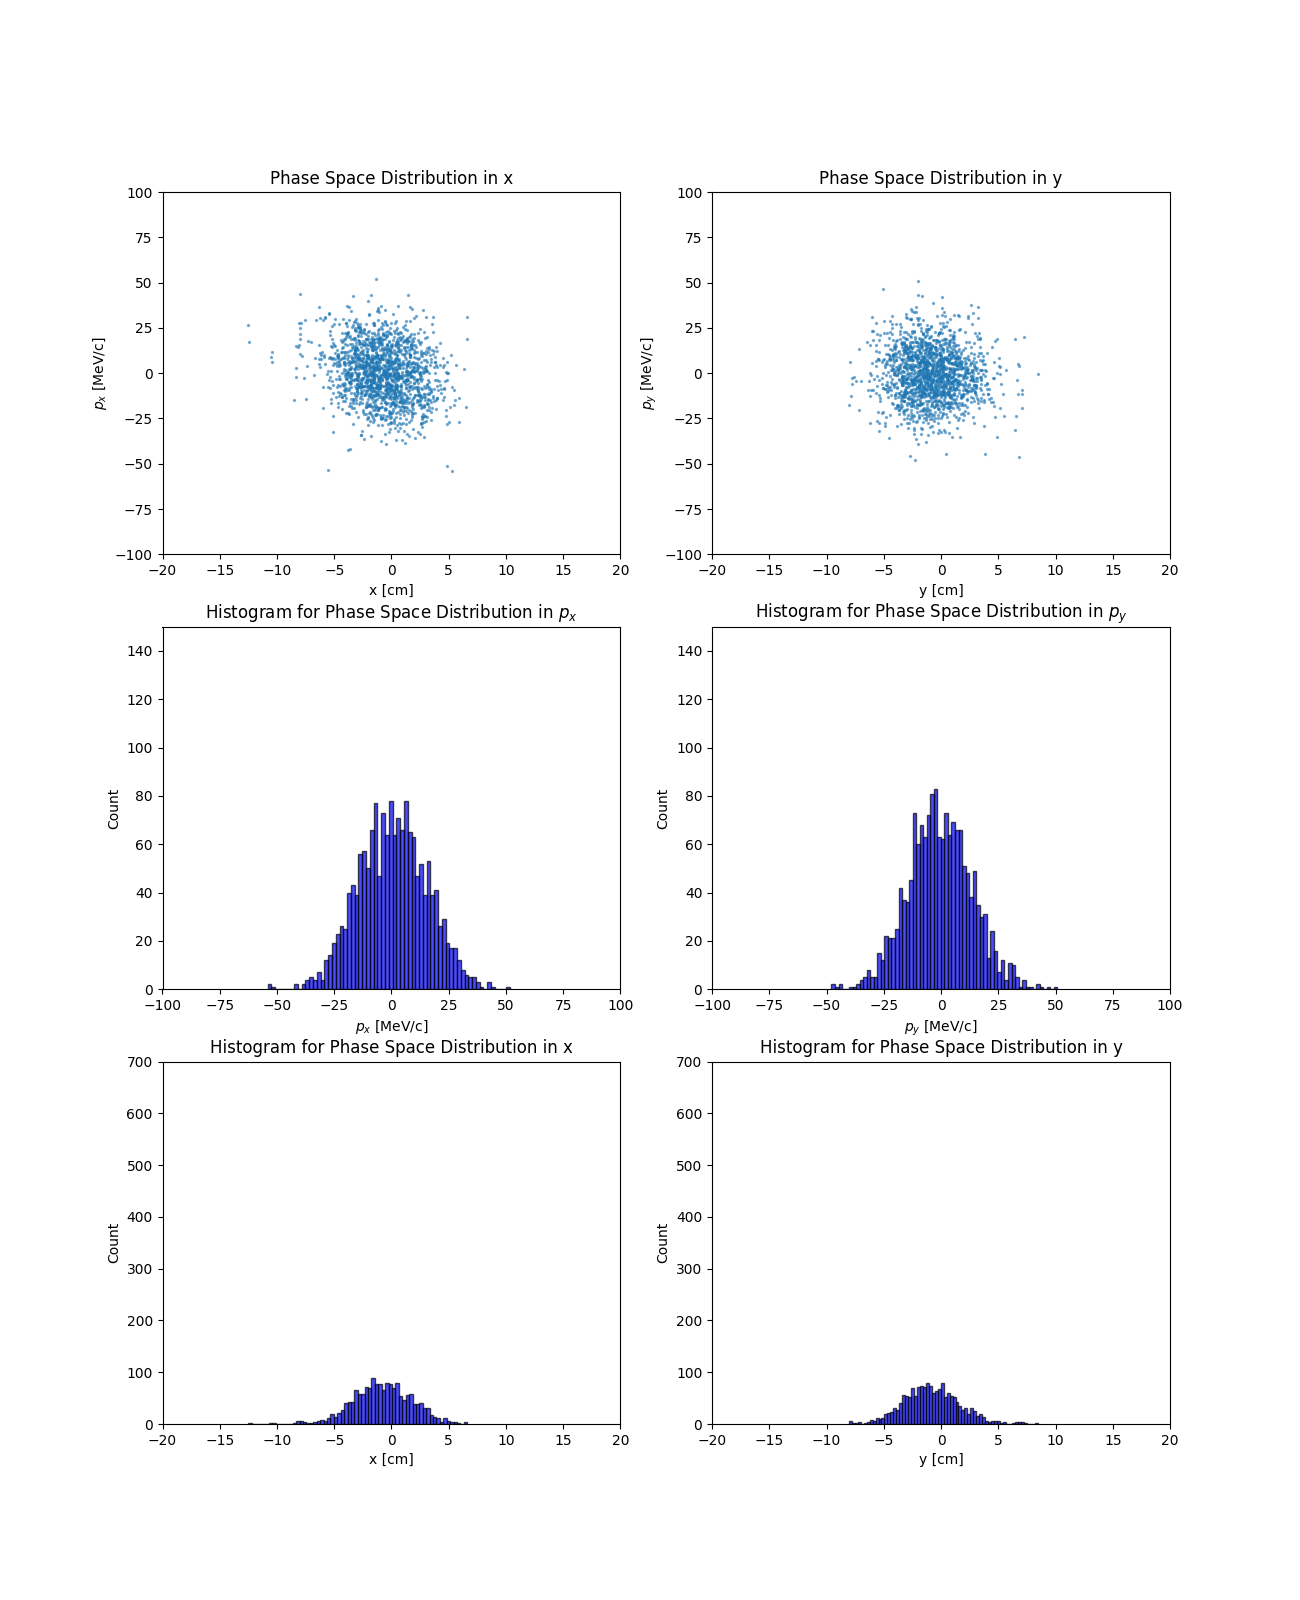 Phase Space Distribution in x
Phase Space Distribution in y
100
75
50
25
0
−25
−50
−75
−100
p_x [MeV/c]
−20 −15 −10 −5 0 5 10 15 20
x [cm]
100
75
50
25
0
−25
−50
−75
−100
p_y [MeV/c]
−20 −15 −10 −5 0 5 10 15 20
y [cm]
Histogram for Phase Space Distribution in p_x
Histogram for Phase Space Distribution in p_y
140
120
100
80
60
40
20
0
Count
−100 −75 −50 −25 0 25 50 75 100
p_x [MeV/c]
140
120
100
80
60
40
20
0
Count
−100 −75 −50 −25 0 25 50 75 100
p_y [MeV/c]
Histogram for Phase Space Distribution in x
Histogram for Phase Space Distribution in y
700
600
500
400
300
200
100
0
Count
−20 −15 −10 −5 0 5 10 15 20
x [cm]
700
600
500
400
300
200
100
0
Count
−20 −15 −10 −5 0 5 10 15 20
y [cm]